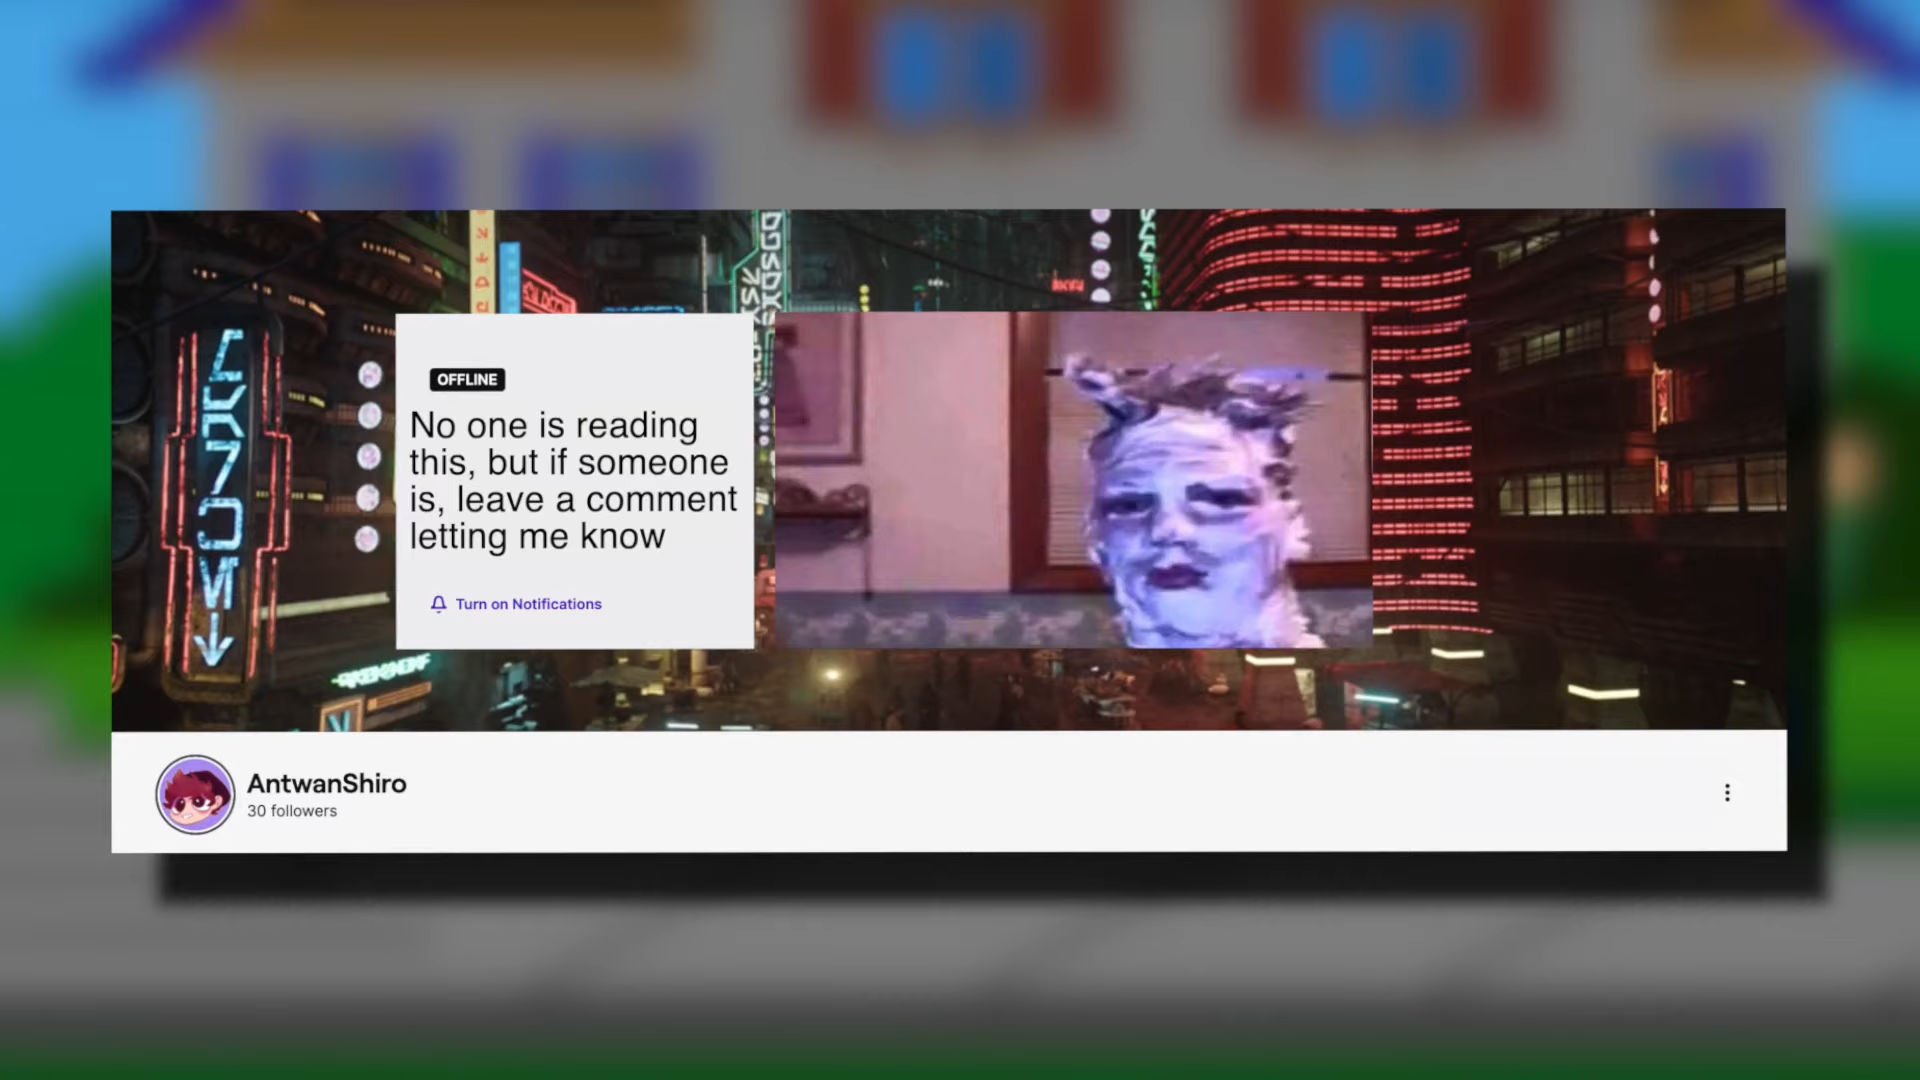 OFFLINE
No one is reading
this, but if someone
is, leave a comment
letting me know
Turn on Notifications
AntwanShiro
30 followers